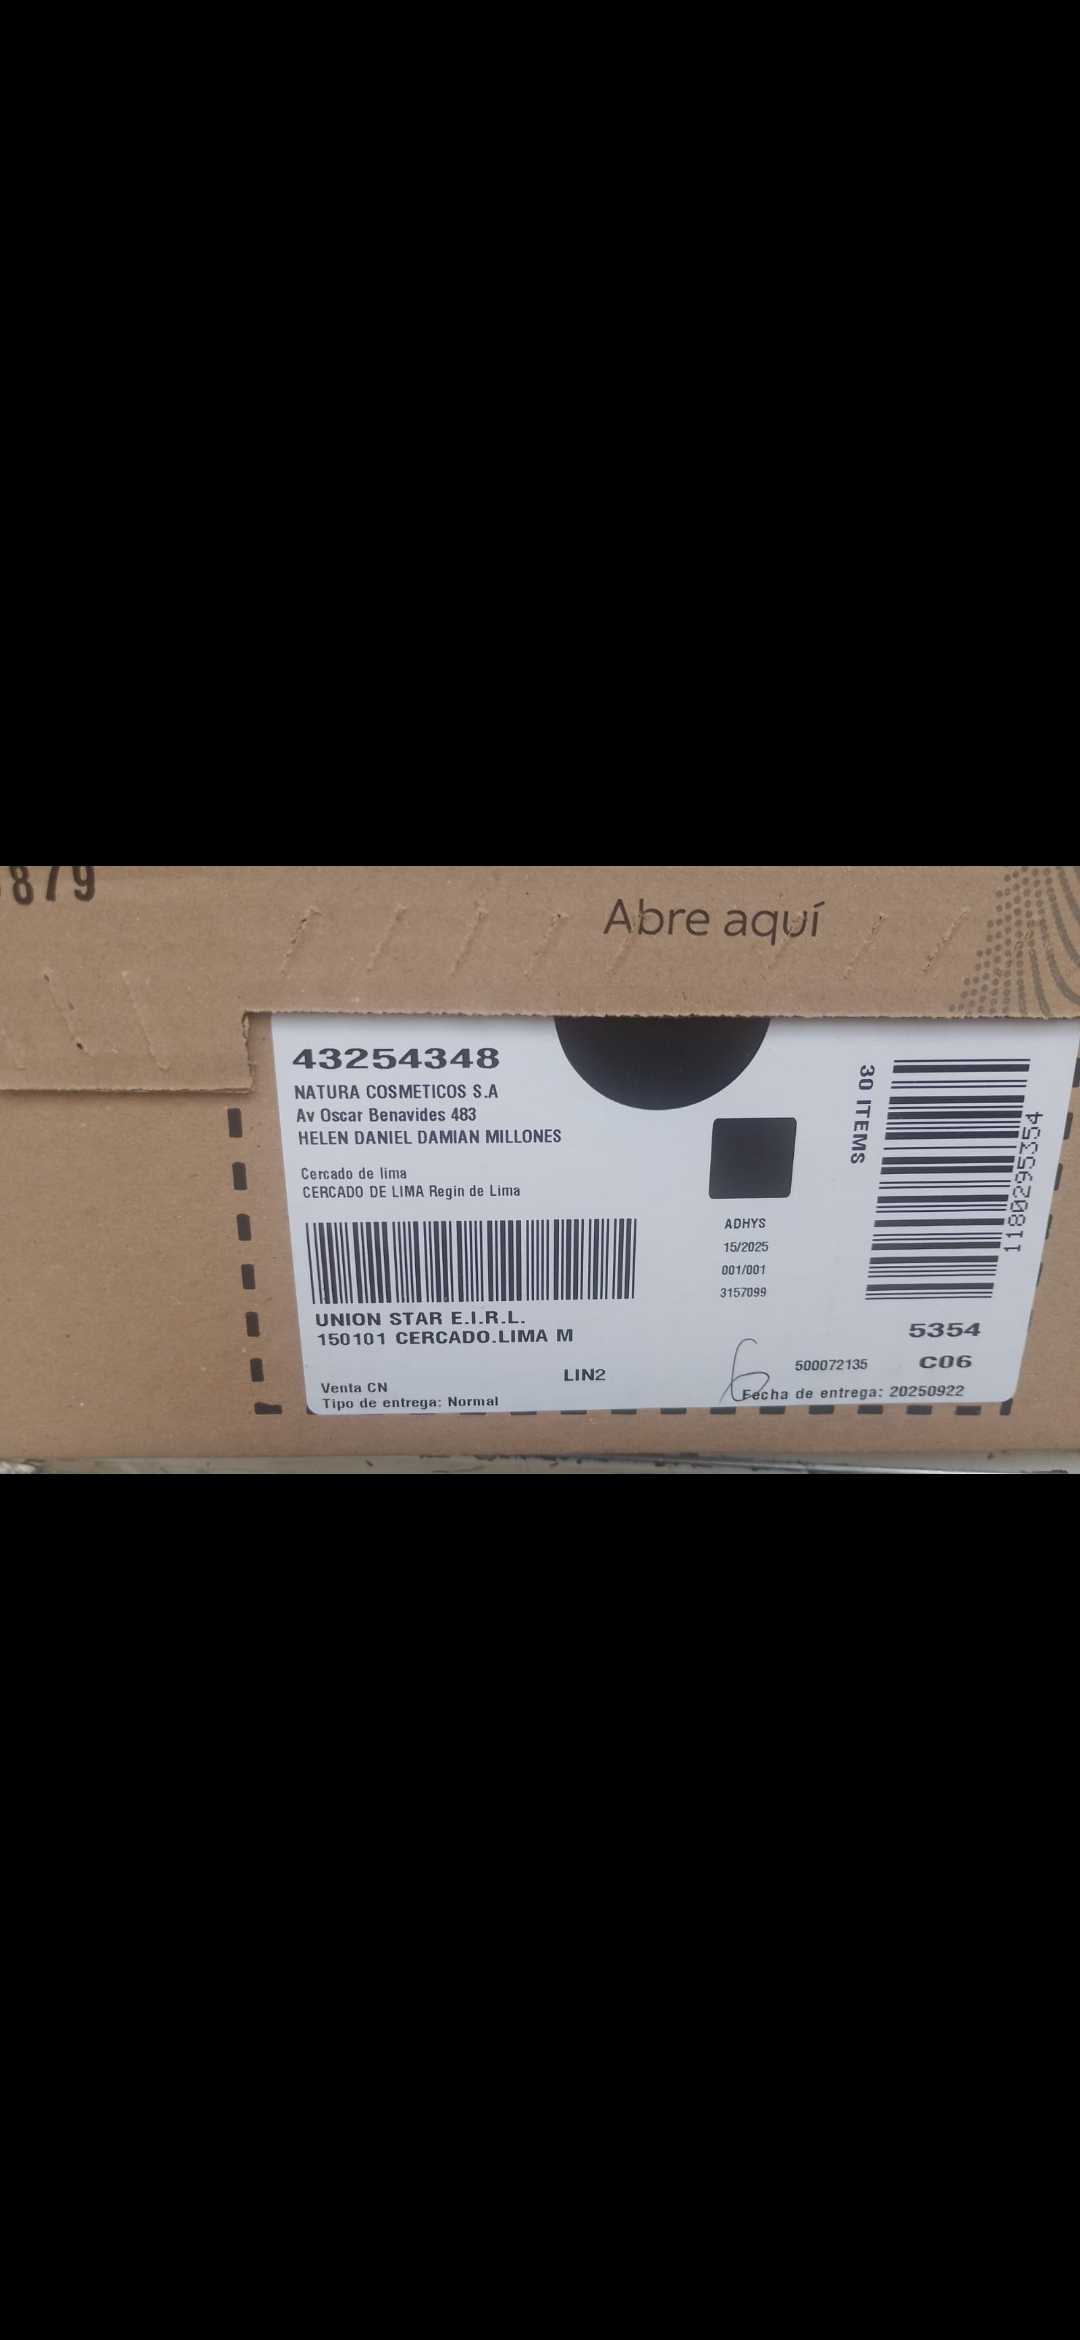 879
Abre aquí
43254348
NATURA COSMETICOS S.A
Av Oscar Benavides 483
HELEN DANIEL DAMIAN MILLONES
Cercado de lima
CERCADO DE LIMA Regin de Lima
UNION STAR E.I.R.L.
150101 CERCADO.LIMA M
LIN2
Venta CN
Tipo de entrega: Normal
ADHYS
15/2025
001/001
3157099
30 ITEMS
1180295354
5354
500072135
C06
6
Fecha de entrega: 20250922